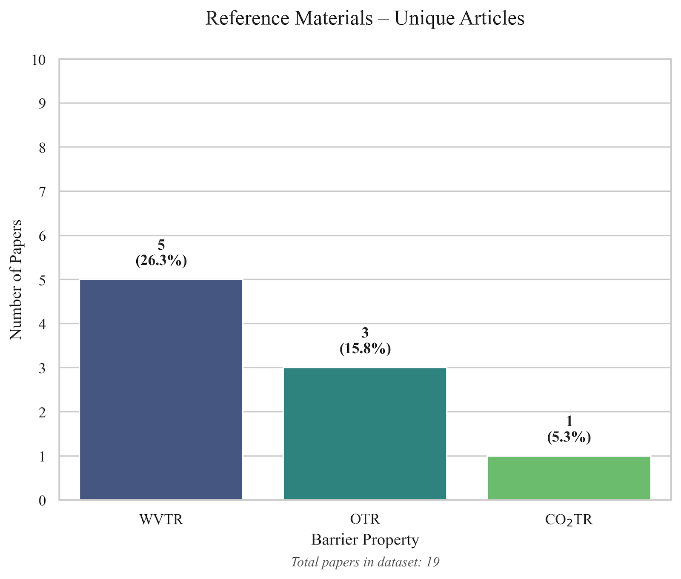 Reference Materials – Unique Articles
10
9
8
7
6
5
4
3
2
1
0
Number of Papers
5
(26.3%)
3
(15.8%)
1
(5.3%)
WVTR
OTR
CO₂TR
Barrier Property
Total papers in dataset: 19